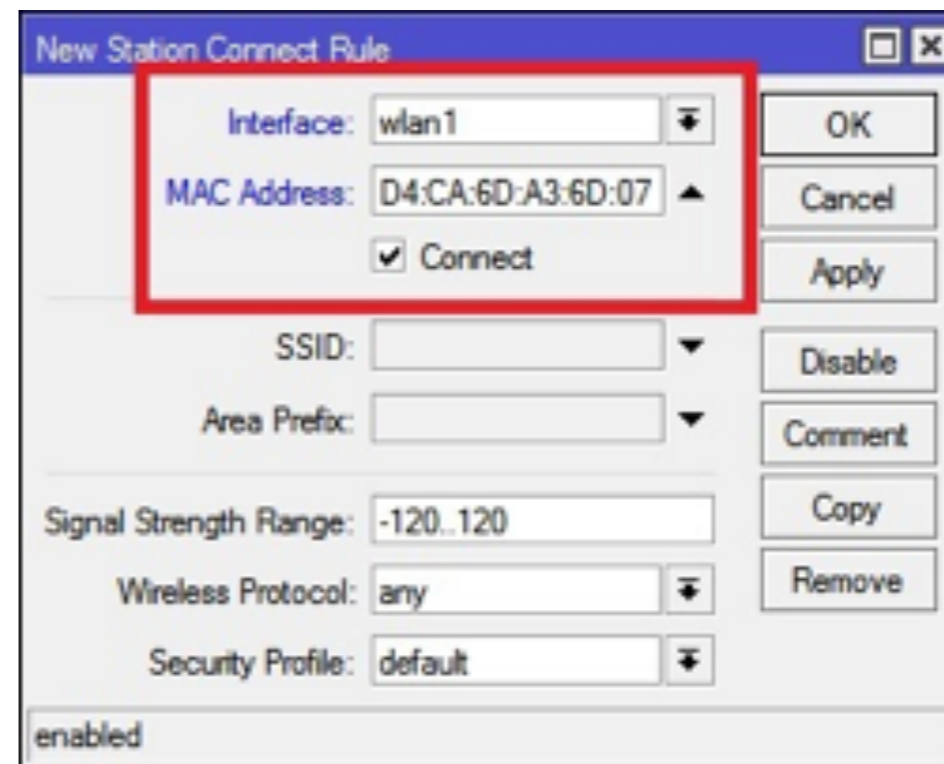 New Station Connect Rule
Interface: wlan1
MAC Address: D4:CA:6D:A3:6D:07
Connect
SSID:
Area Prefix:
Signal Strength Range: -120..120
Wireless Protocol: any
Security Profile: default
enabled
OK
Cancel
Apply
Disable
Comment
Copy
Remove